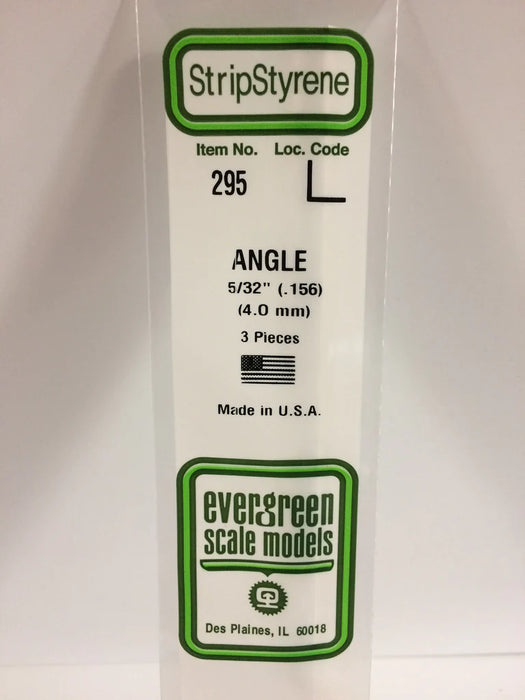 StripStyrene
Item No. Loc. Code
295 L
ANGLE
5/32" (.156)
(4.0 mm)
3 Pieces
Made in U.S.A.
evergreen
scale models
Des Plaines, IL 60018